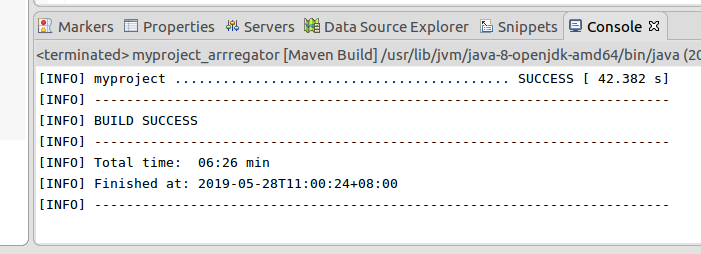 Markers Properties Servers Data Source Explorer Snippets Console
<terminated> myproject_arrregator [Maven Build] /usr/lib/jvm/java-8-openjdk-amd64/bin/java (20
[INFO] myproject .......................................... SUCCESS [ 42.382 s]
[INFO] ------------------------------------------------------------------------
[INFO] BUILD SUCCESS
[INFO] ------------------------------------------------------------------------
[INFO] Total time:  06:26 min
[INFO] Finished at: 2019-05-28T11:00:24+08:00
[INFO] ------------------------------------------------------------------------